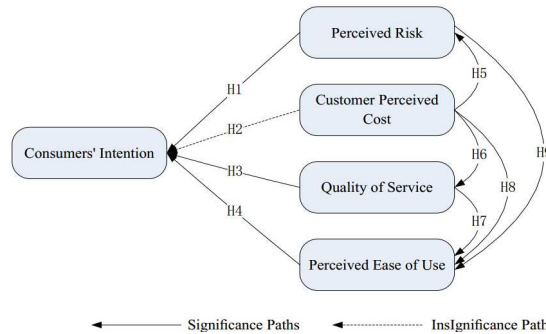 Perceived Risk
H1
H5
Customer Perceived
Cost
H2
Consumers' Intention
H6
H3
H8
H9
Quality of Service
H4
H7
Perceived Ease of Use
Significance Paths
InsIgnificance Path